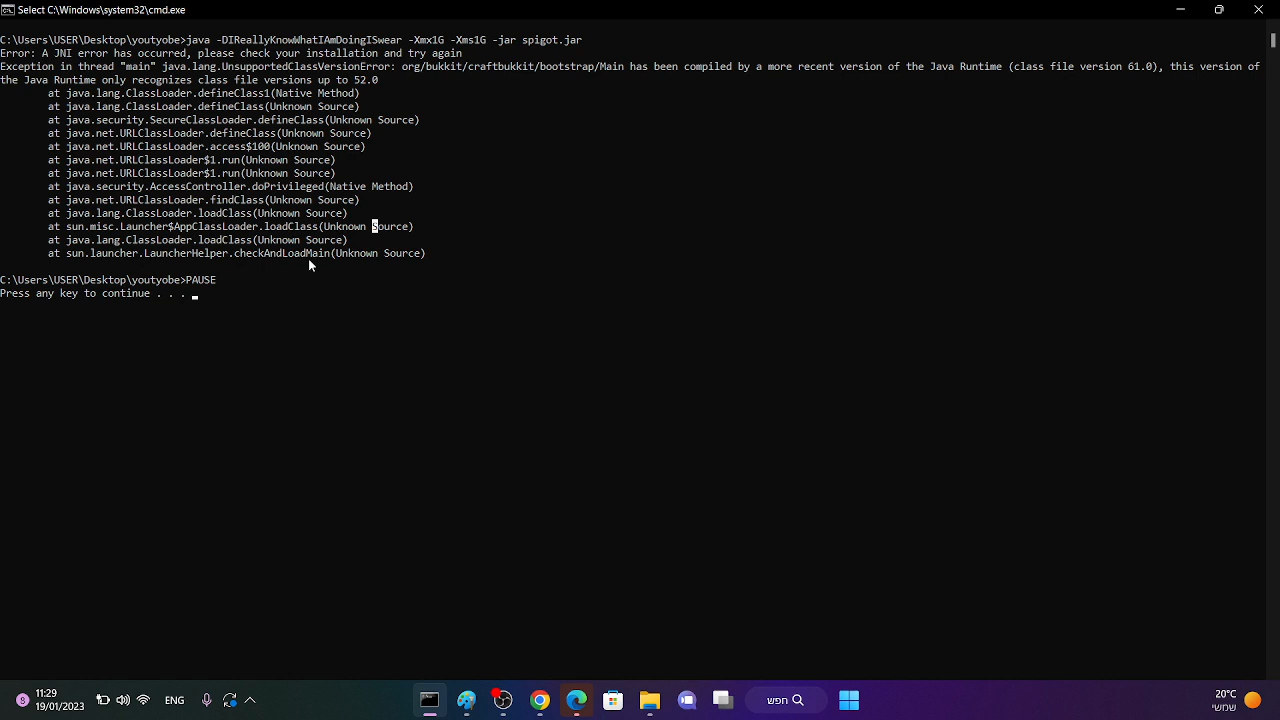 Select C:\Windows\system32\cmd.exe
C:\Users\USER\Desktop\youtyobe>java -DIReallyKnowWhatIAmDoingISwear -Xmx1G -Xms1G -jar spigot.jar
Error: A JNI error has occurred, please check your installation and try again
Exception in thread "main" java.lang.UnsupportedClassVersionError: org/bukkit/craftbukkit/bootstrap/Main has been compiled by a more recent version of the Java Runtime (class file version 61.0), this version of
the Java Runtime only recognizes class file versions up to 52.0
at java.lang.ClassLoader.defineClass1(Native Method)
at java.lang.ClassLoader.defineClass(Unknown Source)
at java.security.SecureClassLoader.defineClass(Unknown Source)
at java.net.URLClassLoader.defineClass(Unknown Source)
at java.net.URLClassLoader.access$100(Unknown Source)
at java.net.URLClassLoader$1.run(Unknown Source)
at java.net.URLClassLoader$1.run(Unknown Source)
at java.security.AccessController.doPrivileged(Native Method)
at java.net.URLClassLoader.findClass(Unknown Source)
at java.lang.ClassLoader.loadClass(Unknown Source)
at sun.misc.Launcher$AppClassLoader.loadClass(Unknown Source)
at java.lang.ClassLoader.loadClass(Unknown Source)
at sun.launcher.LauncherHelper.checkAndLoadMain(Unknown Source)
C:\Users\USER\Desktop\youtyobe>PAUSE
Press any key to continue . . .
11:29
19/01/2023
ENG
חפש
20°C
שמשי